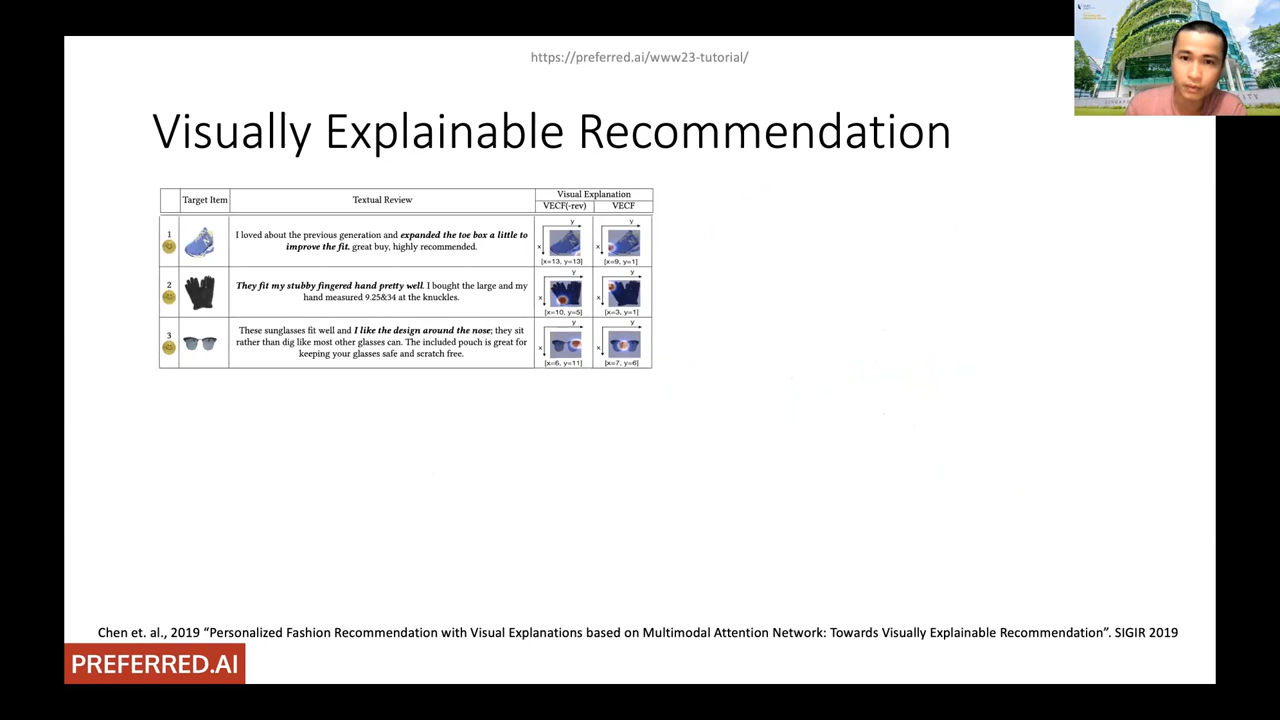 https://preferred.ai/www23-tutorial/
Visually Explainable Recommendation
Target Item
Textual Review
Visual Explanation
VECF(-rev)
VECF
1
I loved about the previous generation and expanded the toe box a little to
improve the fit. great buy, highly recommended.
y
x
[x=13, y=13]
y
x
[x=9, y=1]
2
They fit my stubby fingered hand pretty well. I bought the large and my
hand measured 9.25&34 at the knuckles.
y
x
[x=10, y=5]
y
x
[x=3, y=1]
3
These sunglasses fit well and I like the design around the nose; they sit
rather than dig like most other glasses can. The included pouch is great for
keeping your glasses safe and scratch free.
y
x
[x=6, y=11]
y
x
[x=7, y=6]
Chen et. al., 2019 “Personalized Fashion Recommendation with Visual Explanations based on Multimodal Attention Network: Towards Visually Explainable Recommendation”. SIGIR 2019
PREFERRED.AI